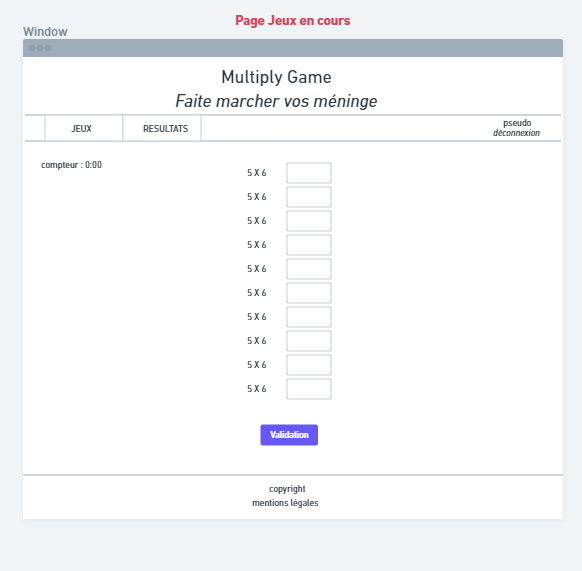 Page Jeux en cours
Window
Multiply Game
Faite marcher vos méninge
JEUX
RESULTATS
pseudo
déconnexion
compteur : 0:00
5 X 6
5 X 6
5 X 6
5 X 6
5 X 6
5 X 6
5 X 6
5 X 6
5 X 6
5 X 6
Validation
copyright
mentions légales